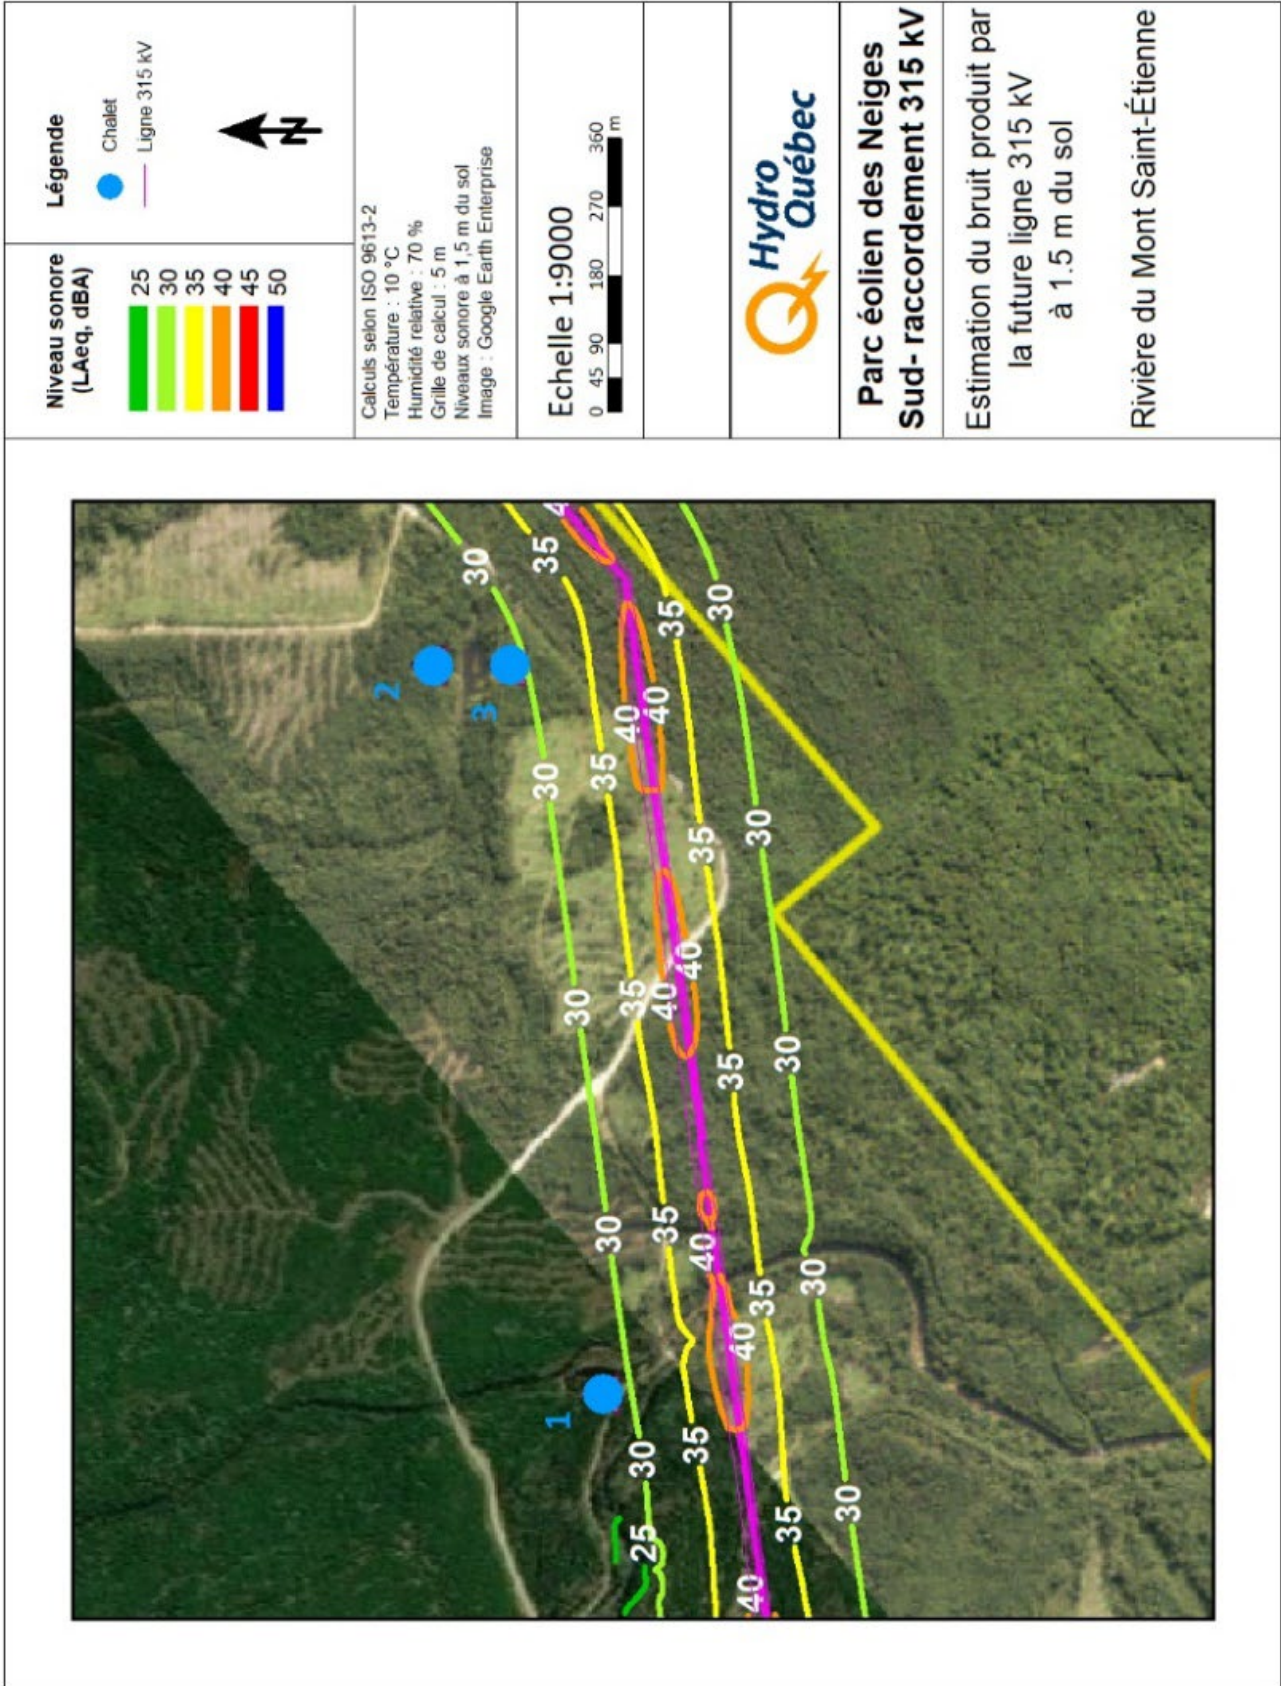 Niveau sonore
(LAeq, dBA)
25
30
35
40
45
50
Légende
Chalet
Ligne 315 kV
N
Calculs selon ISO 9613-2
Température : 10 °C
Humidité relative : 70 %
Grille de calcul : 5 m
Niveaux sonore à 1,5 m du sol
Image : Google Earth Enterprise
Echelle 1:9000
0 45 90 180 270 360
m
Hydro
Québec
Parc éolien des Neiges
Sud- raccordement 315 kV
Estimation du bruit produit par
la future ligne 315 kV
à 1.5 m du sol
Rivière du Mont Saint-Étienne
1
2
3
25
30
30
30
30
30
35
35
35
35
35
40
40
40
40
40
40
40
4
35
35
35
35
35
30
30
30
30
30